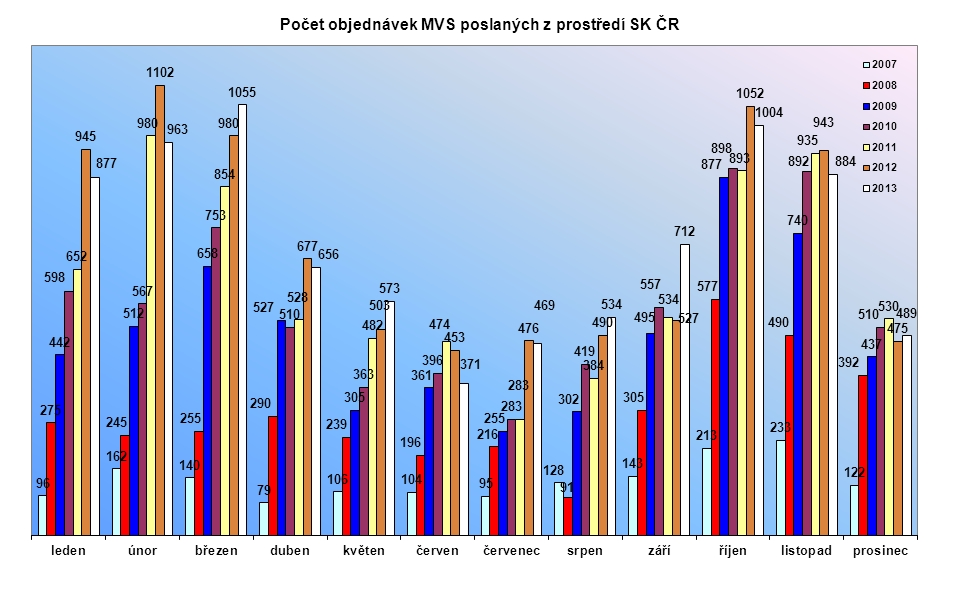 Počet objednávek MVS poslaných z prostředí SK ČR
2007
2008
2009
2010
2011
2012
2013
96 275 442 598 652 945 877
162 245 512 567 980 1102 963
140 255 658 753 854 980 1055
79 290 527 510 528 677 656
106 239 305 363 482 503 573
104 196 361 396 474 453 371
95 216 255 283 283 476 469
128 91 302 419 384 490 534
143 305 495 557 534 527 712
213 577 877 898 893 1052 1004
233 490 740 892 935 943 884
122 392 437 510 530 475 489
leden únor březen duben květen červen červenec srpen září říjen listopad prosinec